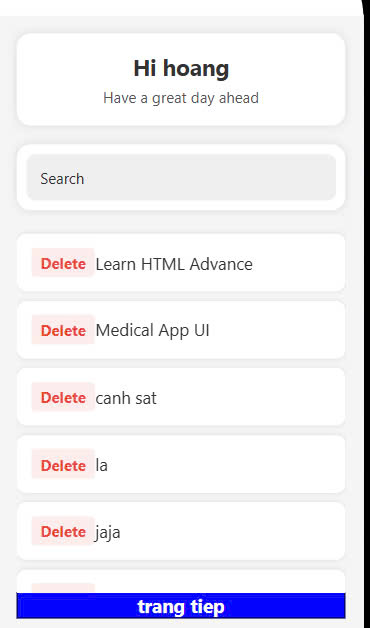 Hi hoang
Have a great day ahead
Search
Delete Learn HTML Advance
Delete Medical App UI
Delete canh sat
Delete la
Delete jaja
trang tiep